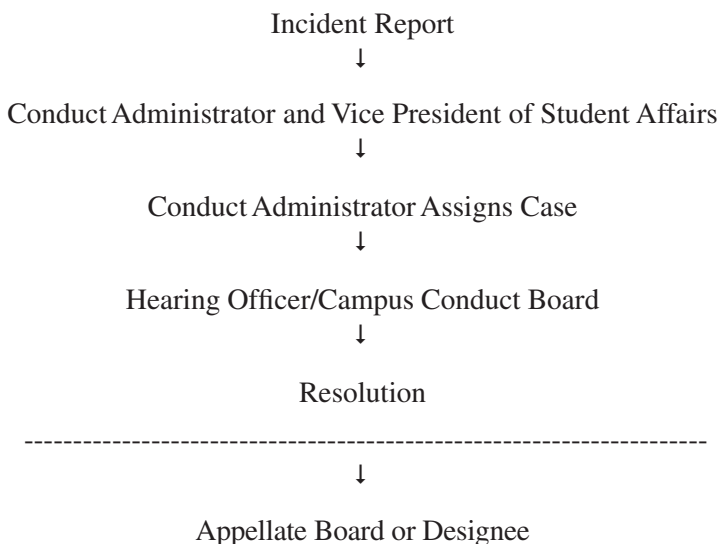 Incident Report
↓
Conduct Administrator and Vice President of Student Affairs
↓
Conduct Administrator Assigns Case
↓
Hearing Officer/Campus Conduct Board
↓
Resolution
----------------------------------------------------------------------
↓
Appellate Board or Designee